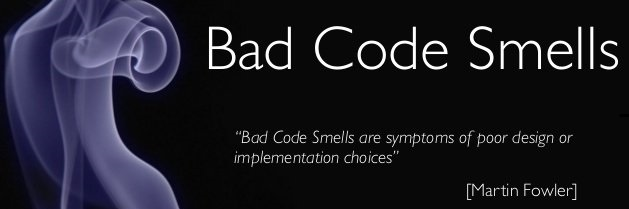 Bad Code Smells
“Bad Code Smells are symptoms of poor design or
implementation choices”
[Martin Fowler]